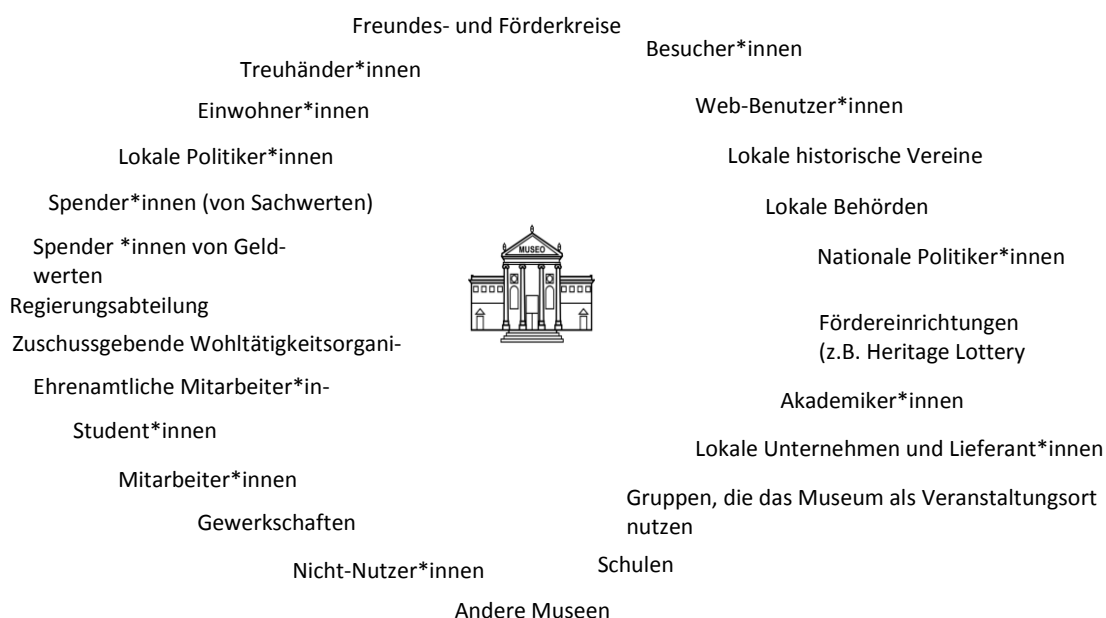 Freundes- und Förderkreise
Besucher*innen
Treuhänder*innen
Web-Benutzer*innen
Einwohner*innen
Lokale Politiker*innen
Lokale historische Vereine
Spender*innen (von Sachwerten)
Lokale Behörden
Spender *innen von Geld-
werten
Nationale Politiker*innen
MUSEO
Regierungsabteilung
Fördereinrichtungen
(z.B. Heritage Lottery
Zuschussgebende Wohltätigkeitsorgani-
Ehrenamtliche Mitarbeiter*in-
Akademiker*innen
Student*innen
Lokale Unternehmen und Lieferant*innen
Mitarbeiter*innen
Gruppen, die das Museum als Veranstaltungsort
nutzen
Gewerkschaften
Schulen
Nicht-Nutzer*innen
Andere Museen